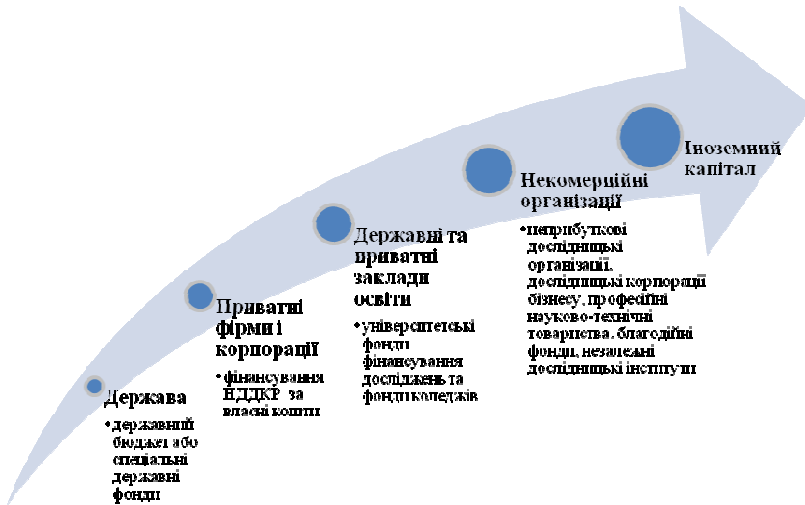 Держава
•державний
бюджет або
спеціальні
державні
фонди
Приватні
фірми і
корпорації
•фінансування
НДДКР за
власні кошти
Державні та
приватні
заклади
освіти
•університетські
фонди
фінансування
досліджень та
фонди коледжів
Некомерційні
організації
•неприбуткові
дослідницькі
організації,
дослідницькі корпорації
бізнесу, професійні
науково-технічні
товариства, благодійні
фонди, незалежні
дослідницькі інститути
Іноземний
капітал